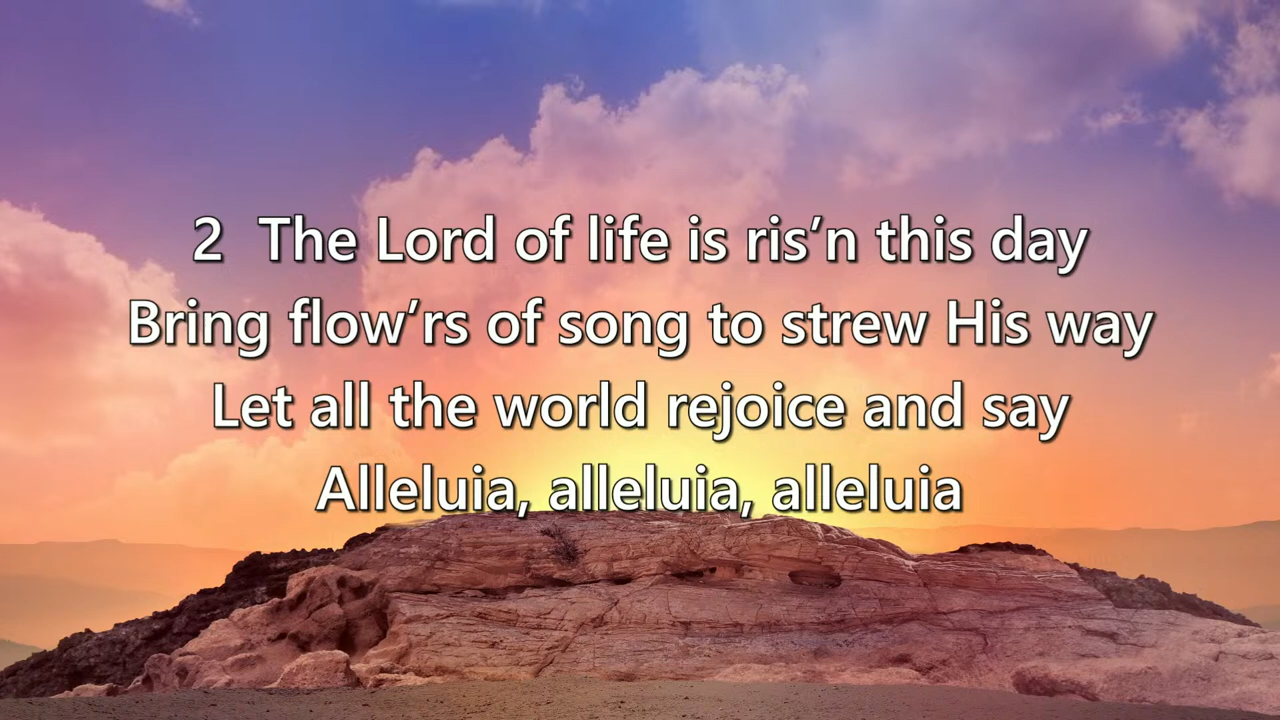 2 The Lord of life is ris’n this day
Bring flow’rs of song to strew His way
Let all the world rejoice and say
Alleluia, alleluia, alleluia